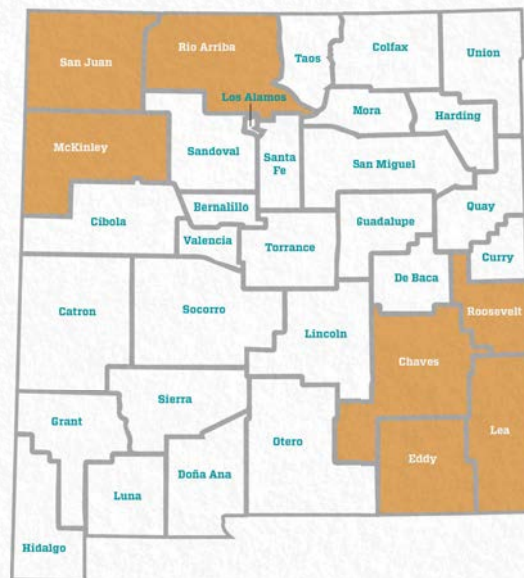 San Juan
Rio Arriba
Taos
Colfax
Union
Los Alamos
Mora
Harding
McKinley
Sandoval
Santa
Fe
San Miguel
Quay
Bernalillo
Guadalupe
Cibola
Valencia
Torrance
Curry
De Baca
Catron
Socorro
Lincoln
Roosevelt
Chaves
Sierra
Grant
Otero
Lea
Eddy
Doña Ana
Luna
Hidalgo